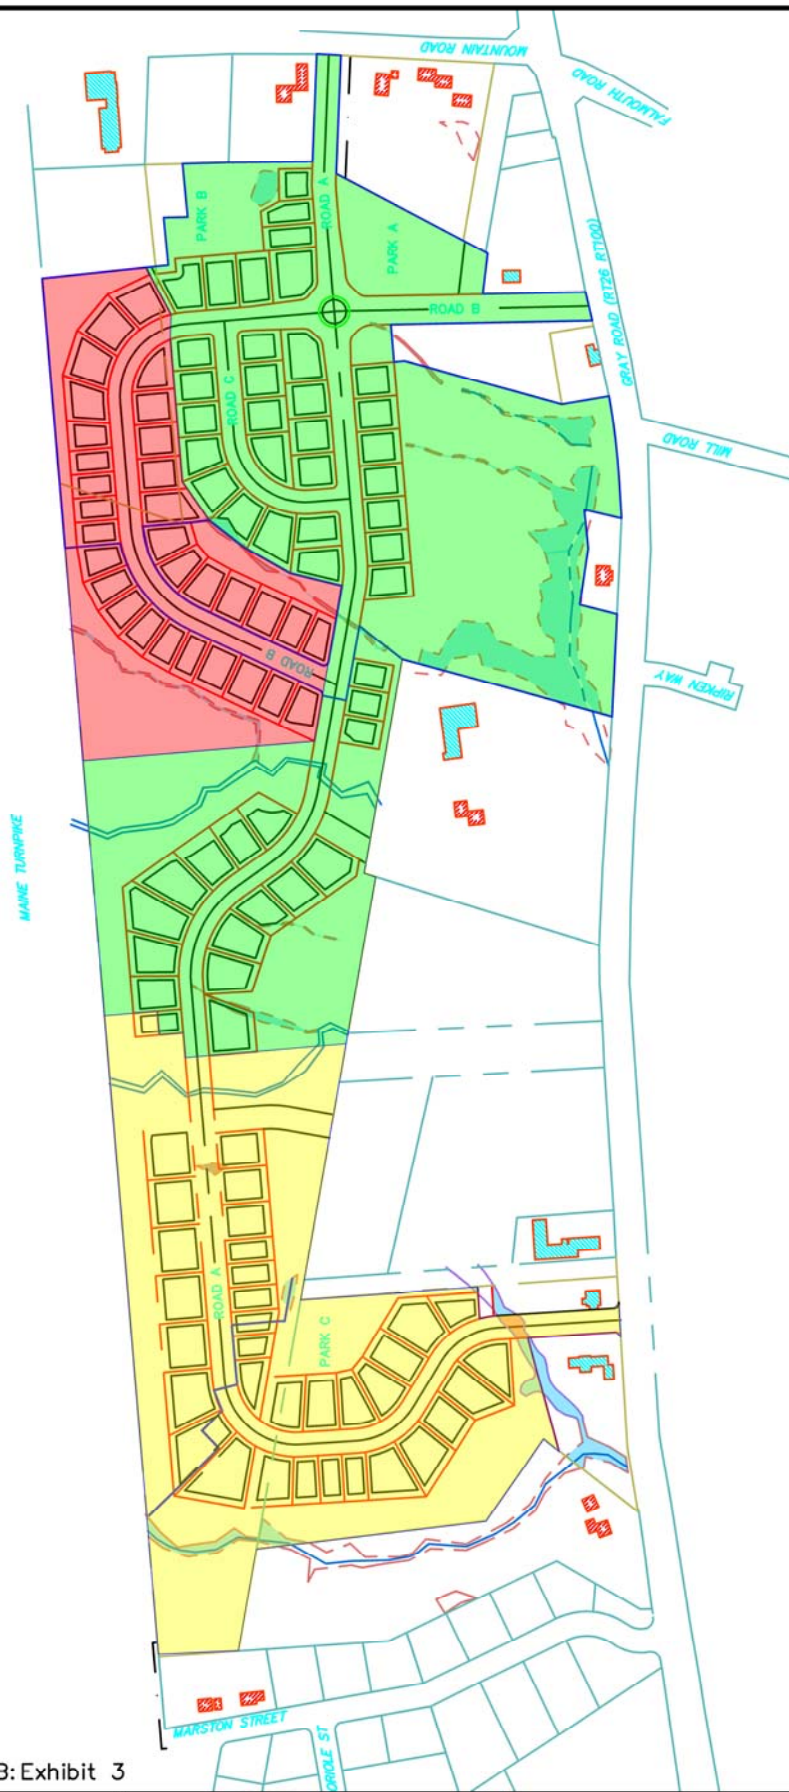 MOUNTAIN ROAD
FALMOUTH ROAD
PARK B
ROAD A
PARK A
GRAY ROAD (RT26 RT100)
ROAD B
ROAD C
MILL ROAD
ROAD B
RIPKEN WAY
MAINE TURNPIKE
ROAD A
PARK C
MARSTON STREET
ORIOLE ST
B: Exhibit 3